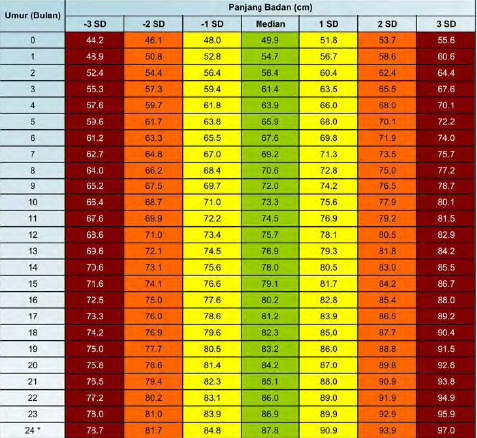 Umur (Bulan) Panjang Badan (cm)
-3 SD -2 SD -1 SD Median 1 SD 2 SD 3 SD
0 44.2 46.1 48.0 49.9 51.8 53.7 55.6
1 48.9 50.8 52.8 54.7 56.7 58.6 60.6
2 52.4 54.4 56.4 58.4 60.4 62.4 64.4
3 55.3 57.3 59.4 61.4 63.5 65.5 67.6
4 57.6 59.7 61.8 63.9 66.0 68.0 70.1
5 59.6 61.7 63.8 65.9 68.0 70.1 72.2
6 61.2 63.3 65.5 67.6 69.8 71.9 74.0
7 62.7 64.8 67.0 69.2 71.3 73.5 75.7
8 64.0 66.2 68.4 70.6 72.8 75.0 77.2
9 65.2 67.5 69.7 72.0 74.2 76.5 78.7
10 66.4 68.7 71.0 73.3 75.6 77.9 80.1
11 67.6 69.9 72.2 74.5 76.9 79.2 81.5
12 68.6 71.0 73.4 75.7 78.1 80.5 82.9
13 69.6 72.1 74.5 76.9 79.3 81.8 84.2
14 70.6 73.1 75.6 78.0 80.5 83.0 85.5
15 71.6 74.1 76.6 79.1 81.7 84.2 86.7
16 72.5 75.0 77.6 80.2 82.8 85.4 88.0
17 73.3 76.0 78.6 81.2 83.9 86.5 89.2
18 74.2 76.9 79.6 82.3 85.0 87.7 90.4
19 75.0 77.7 80.5 83.2 86.0 88.8 91.5
20 75.8 78.6 81.4 84.2 87.0 89.8 92.6
21 76.5 79.4 82.3 85.1 88.0 90.9 93.8
22 77.2 80.2 83.1 86.0 89.0 91.9 94.9
23 78.0 81.0 83.9 86.9 89.9 92.9 95.9
24 * 78.7 81.7 84.8 87.8 90.9 93.9 97.0